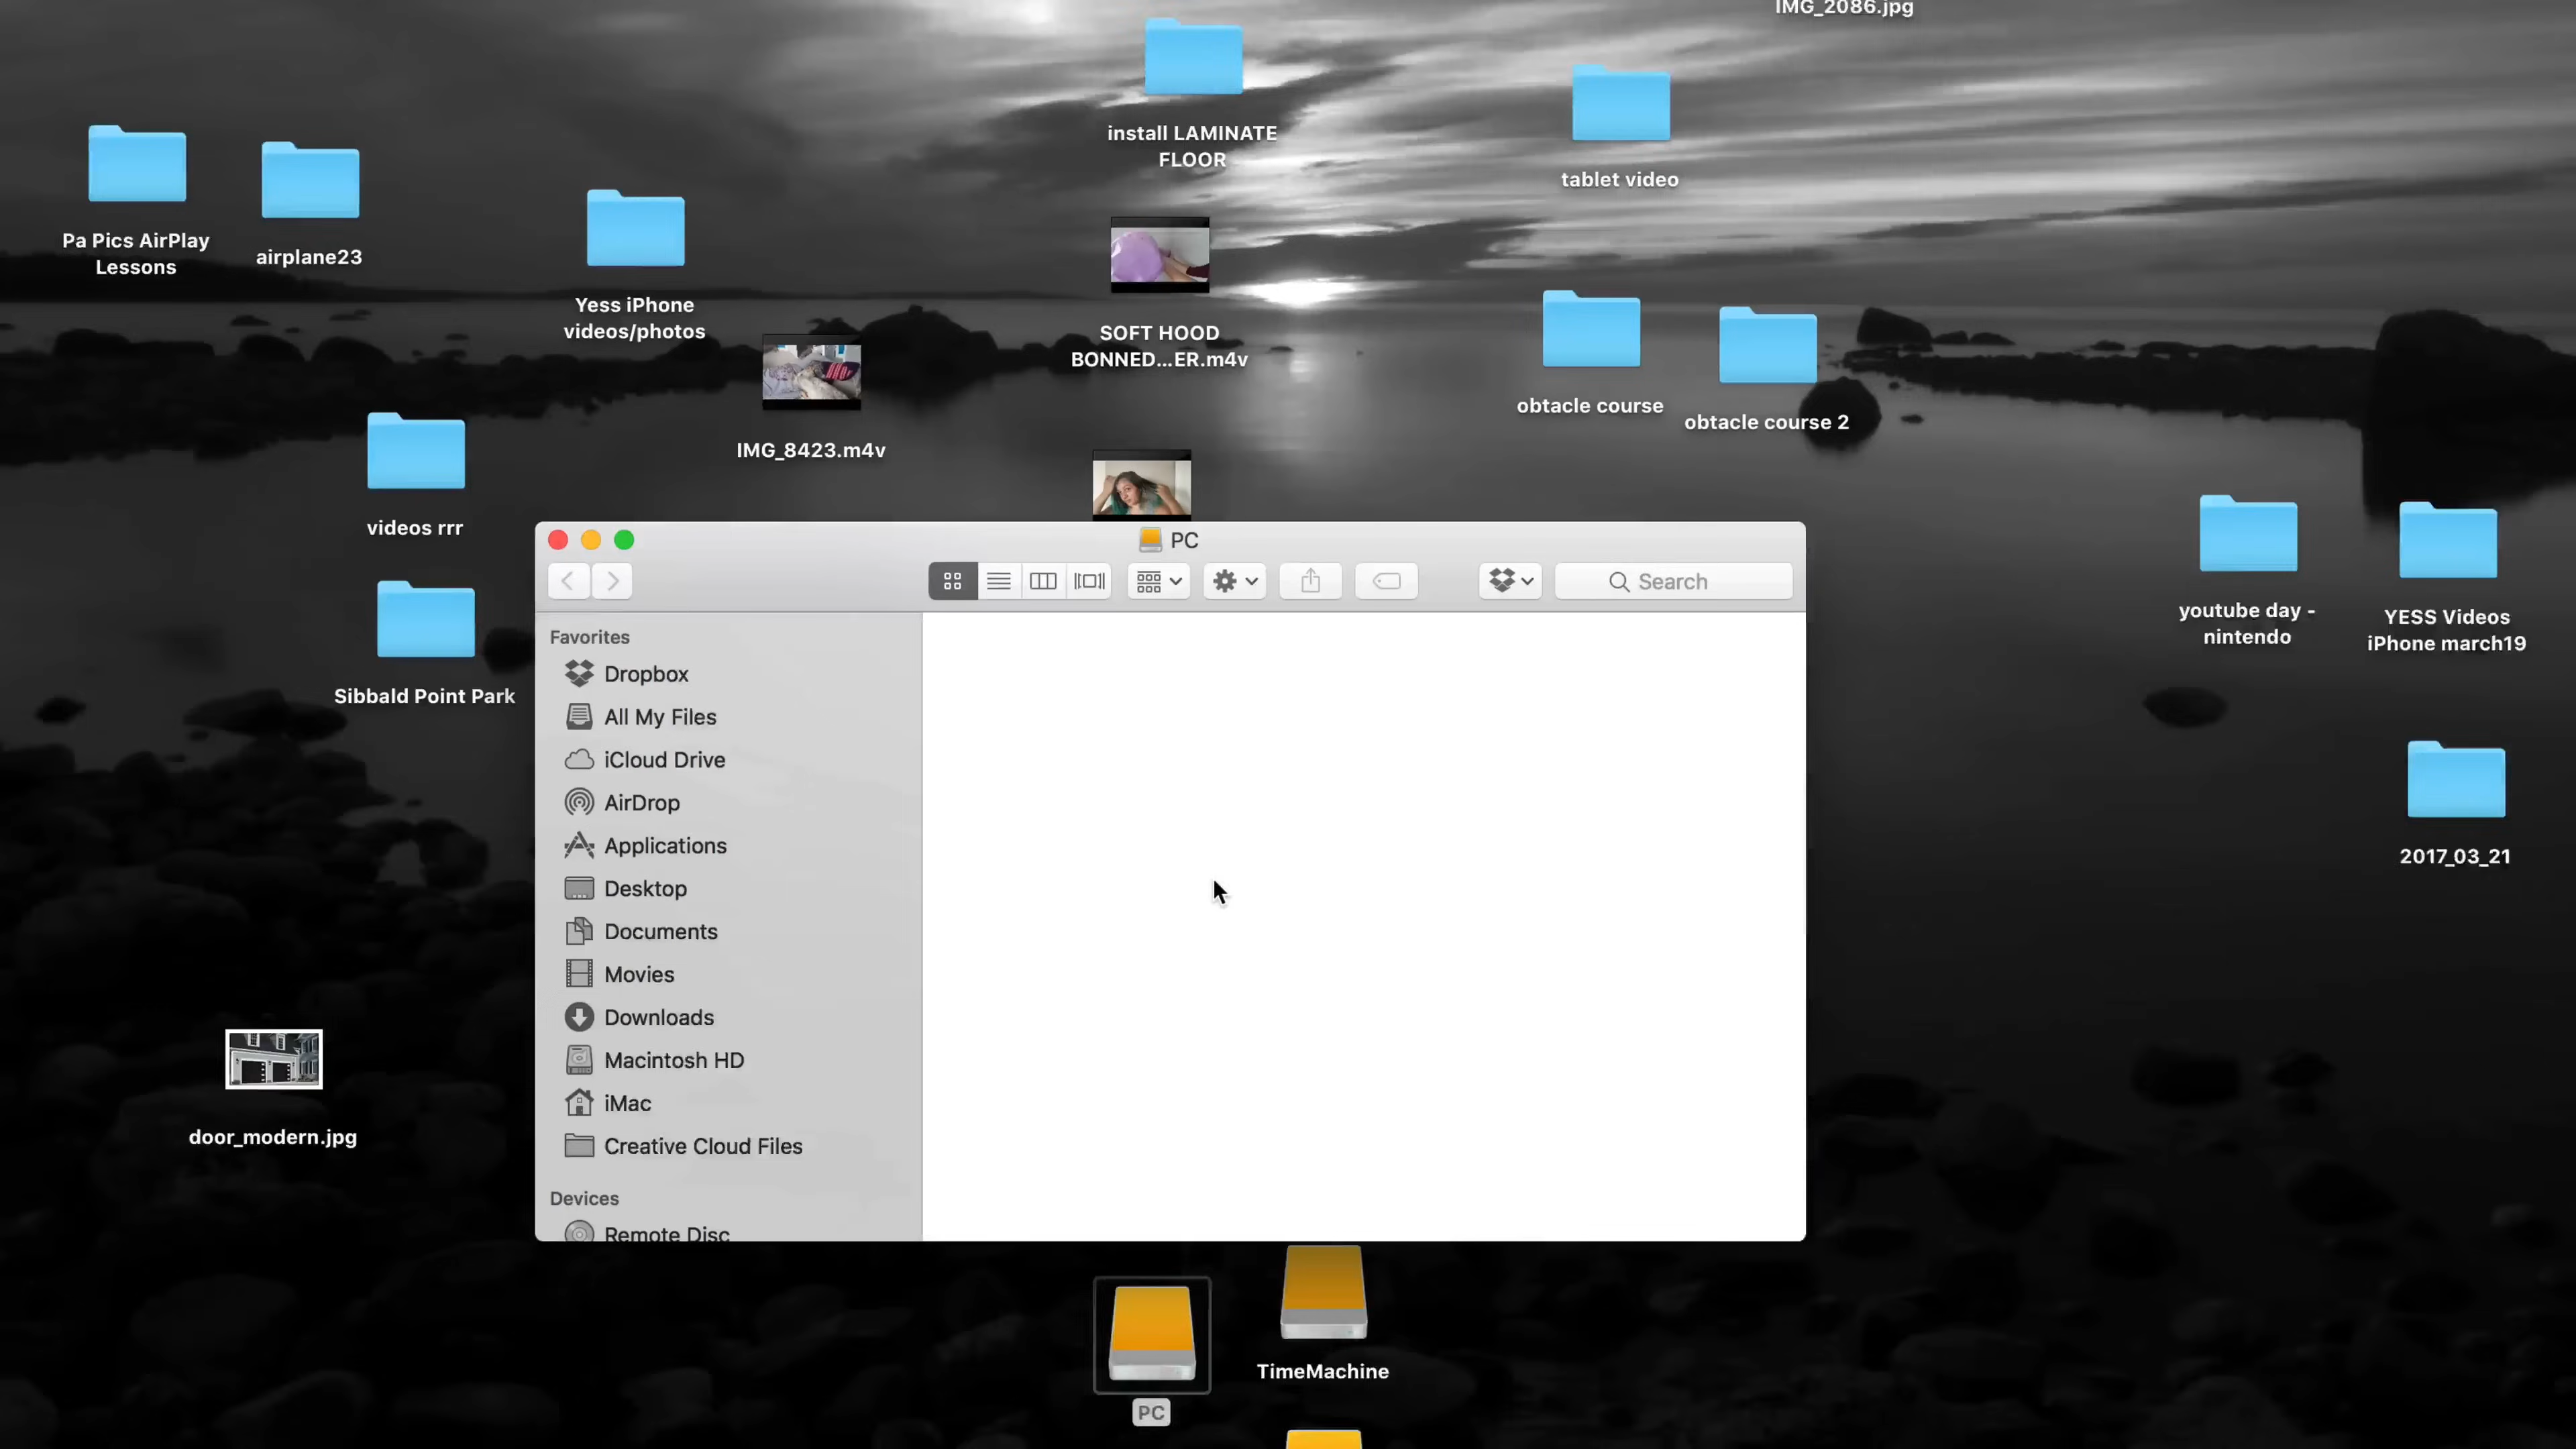 IMG_2086.jpg
install LAMINATE
FLOOR
tablet video
Pa Pics AirPlay
Lessons
airplane23
Yess iPhone
videos/photos
SOFT HOOD
BONNED...ER.m4v
obtacle course
obtacle course 2
IMG_8423.m4v
videos rrr
youtube day -
nintendo
YESS Videos
iPhone march19
Sibbald Point Park
2017_03_21
door_modern.jpg
PC
Search
Favorites
Dropbox
All My Files
iCloud Drive
AirDrop
Applications
Desktop
Documents
Movies
Downloads
Macintosh HD
iMac
Creative Cloud Files
Devices
Remote Disc
TimeMachine
PC